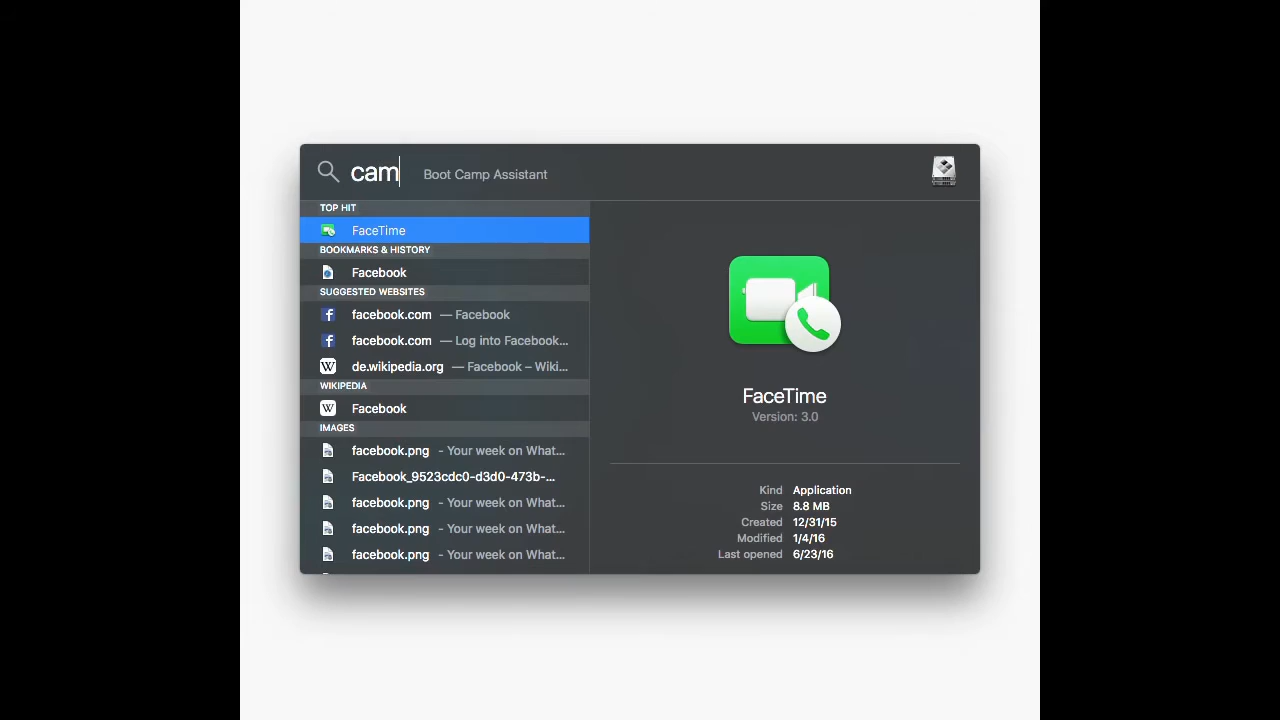 cam Boot Camp Assistant
TOP HIT
FaceTime
BOOKMARKS & HISTORY
Facebook
SUGGESTED WEBSITES
facebook.com — Facebook
facebook.com — Log into Facebook...
de.wikipedia.org — Facebook – Wiki...
WIKIPEDIA
W Facebook
IMAGES
facebook.png - Your week on What...
Facebook_9523cdc0-d3d0-473b-...
facebook.png - Your week on What...
facebook.png - Your week on What...
facebook.png - Your week on What...
FaceTime
Version: 3.0
Kind Application
Size 8.8 MB
Created 12/31/15
Modified 1/4/16
Last opened 6/23/16